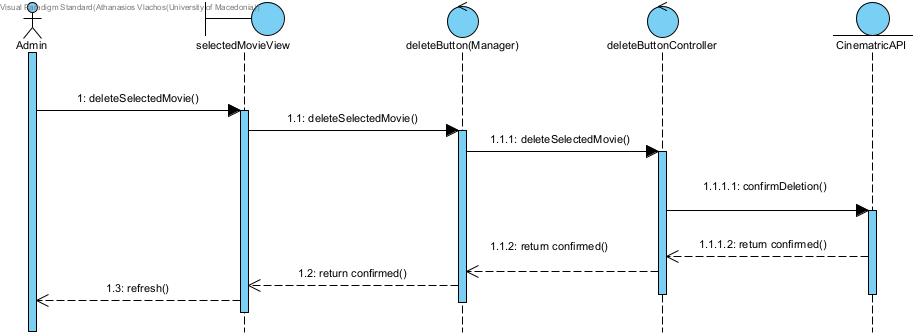 Visual Paradigm Standard(Athanasios Vlachos(University of Macedonia))
Admin
selectedMovieView
deleteButton(Manager)
deleteButtonController
CinematricAPI
1: deleteSelectedMovie()
1.1: deleteSelectedMovie()
1.1.1: deleteSelectedMovie()
1.1.1.1: confirmDeletion()
1.1.1.2: return confirmed()
1.1.2: return confirmed()
1.2: return confirmed()
1.3: refresh()